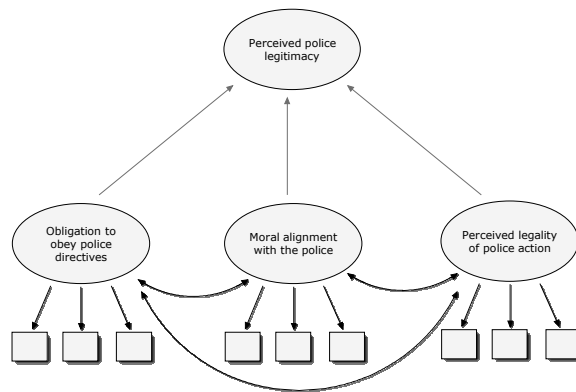 Perceived police
legitimacy
Obligation to
obey police
directives
Moral alignment
with the police
Perceived legality
of police action